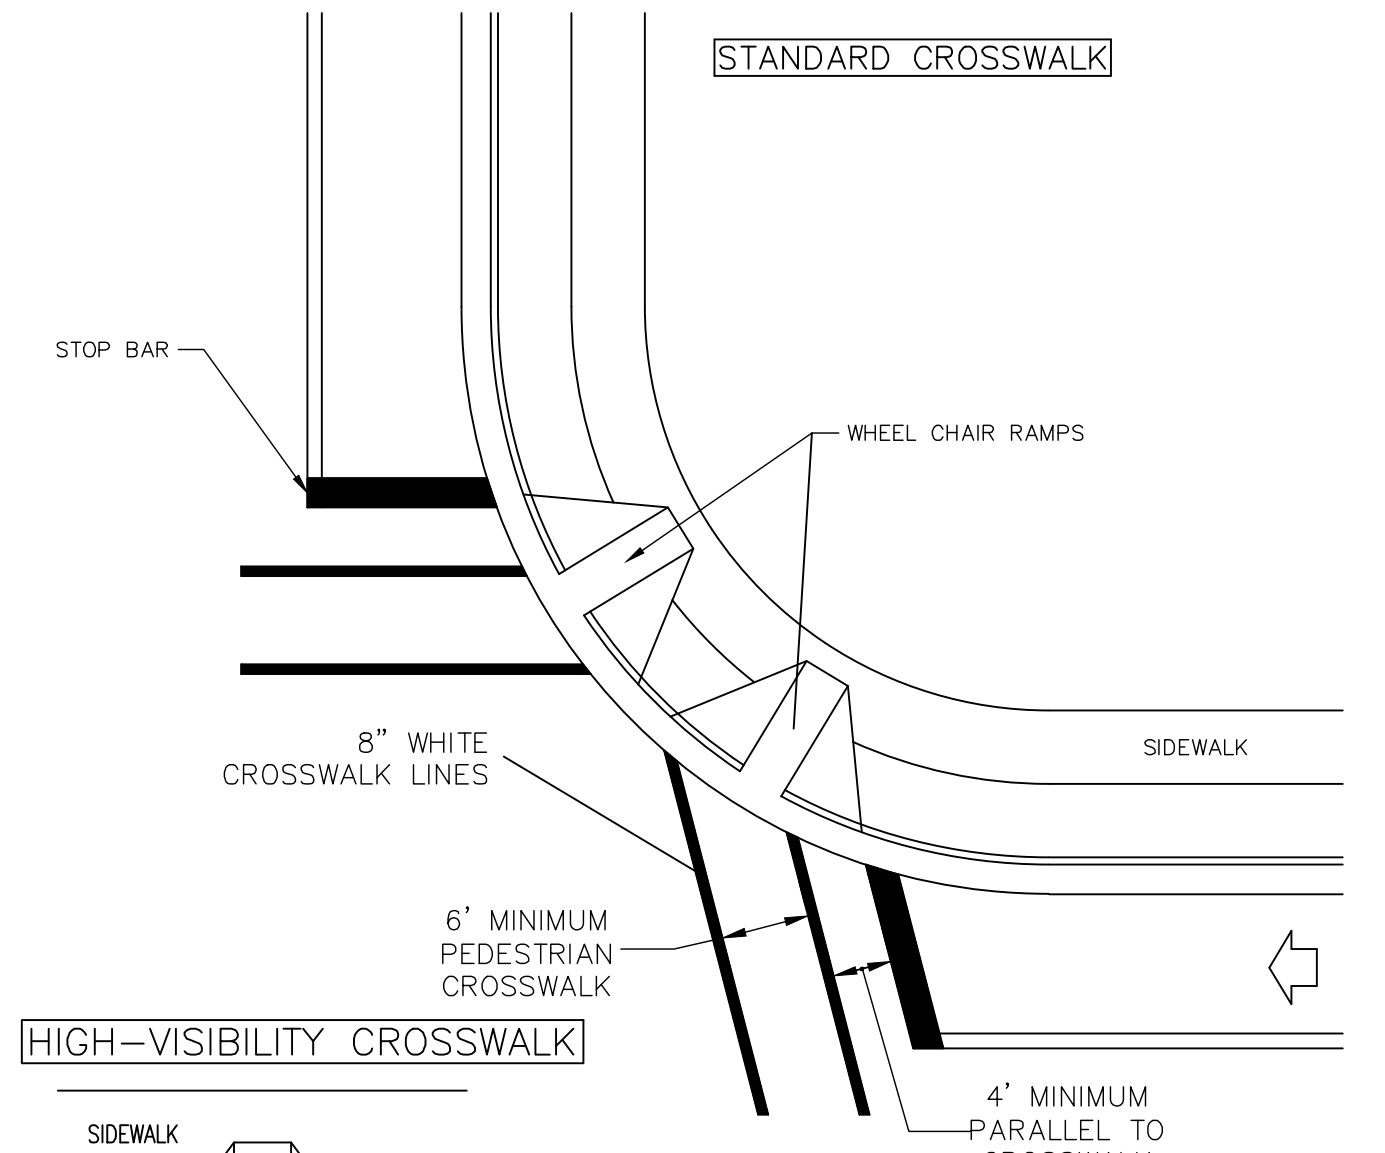 STANDARD CROSSWALK
STOP BAR
WHEEL CHAIR RAMPS
SIDEWALK
8" WHITE
CROSSWALK LINES
6' MINIMUM
PEDESTRIAN
CROSSWALK
HIGH-VISIBILITY CROSSWALK
4' MINIMUM
PARALLEL TO
SIDEWALK